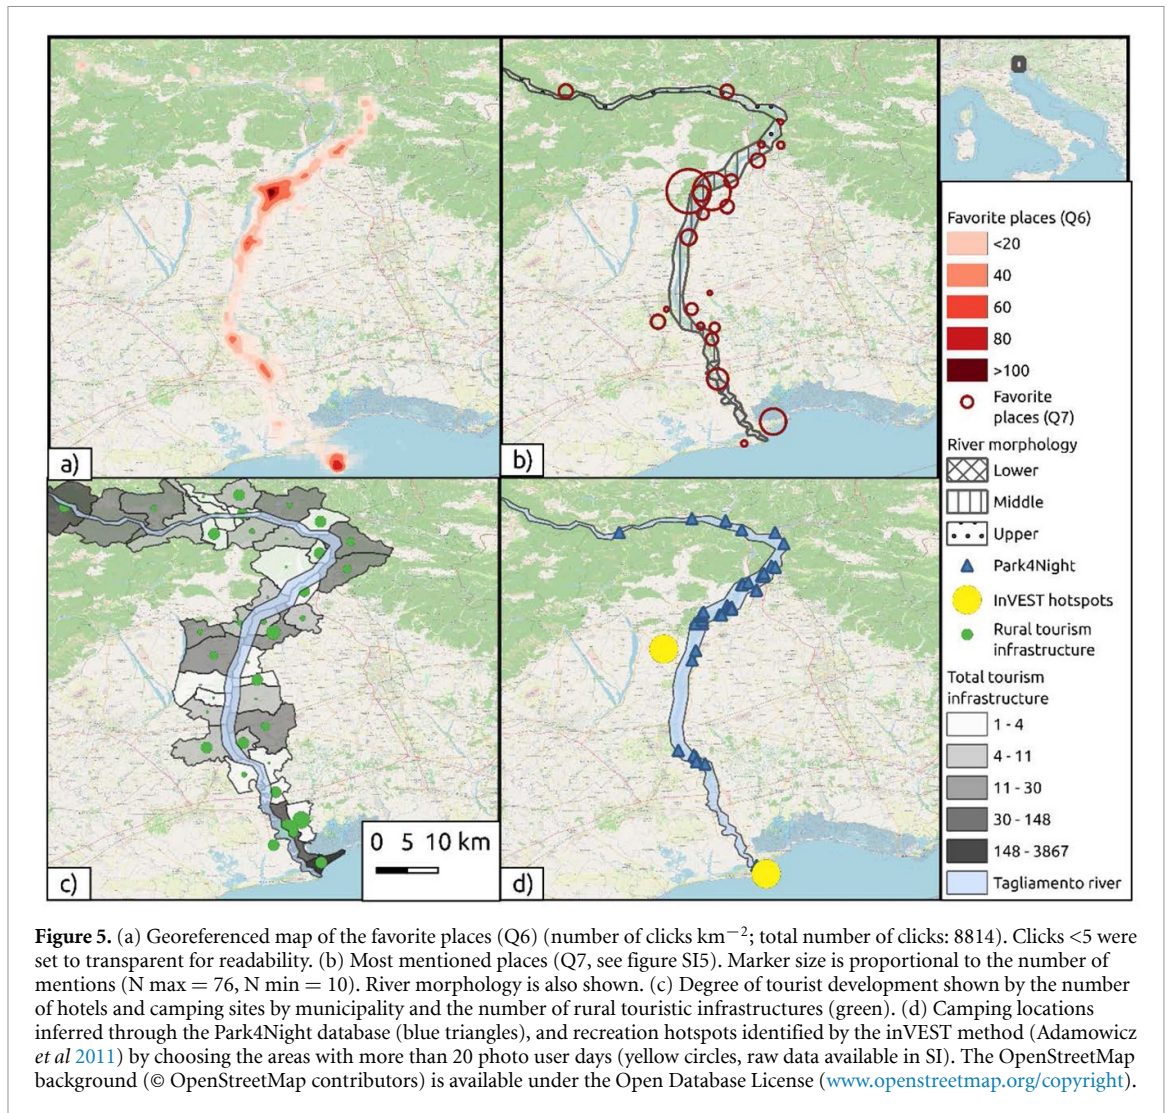 a)
b)
c)
0 5 10 km
d)
Favorite places (Q6)
<20
40
60
80
>100
Favorite
places (Q7)
River morphology
Lower
Middle
Upper
Park4Night
InVEST hotspots
Rural tourism
infrastructure
Total tourism
infrastructure
1 - 4
4 - 11
11 - 30
30 - 148
148 - 3867
Tagliamento river
Figure 5. (a) Georeferenced map of the favorite places (Q6) (number of clicks km−2; total number of clicks: 8814). Clicks <5 were
set to transparent for readability. (b) Most mentioned places (Q7, see figure SI5). Marker size is proportional to the number of
mentions (N max = 76, N min = 10). River morphology is also shown. (c) Degree of tourist development shown by the number
of hotels and camping sites by municipality and the number of rural touristic infrastructures (green). (d) Camping locations
inferred through the Park4Night database (blue triangles), and recreation hotspots identified by the inVEST method (Adamowicz
et al 2011) by choosing the areas with more than 20 photo user days (yellow circles, raw data available in SI). The OpenStreetMap
background (© OpenStreetMap contributors) is available under the Open Database License (www.openstreetmap.org/copyright).